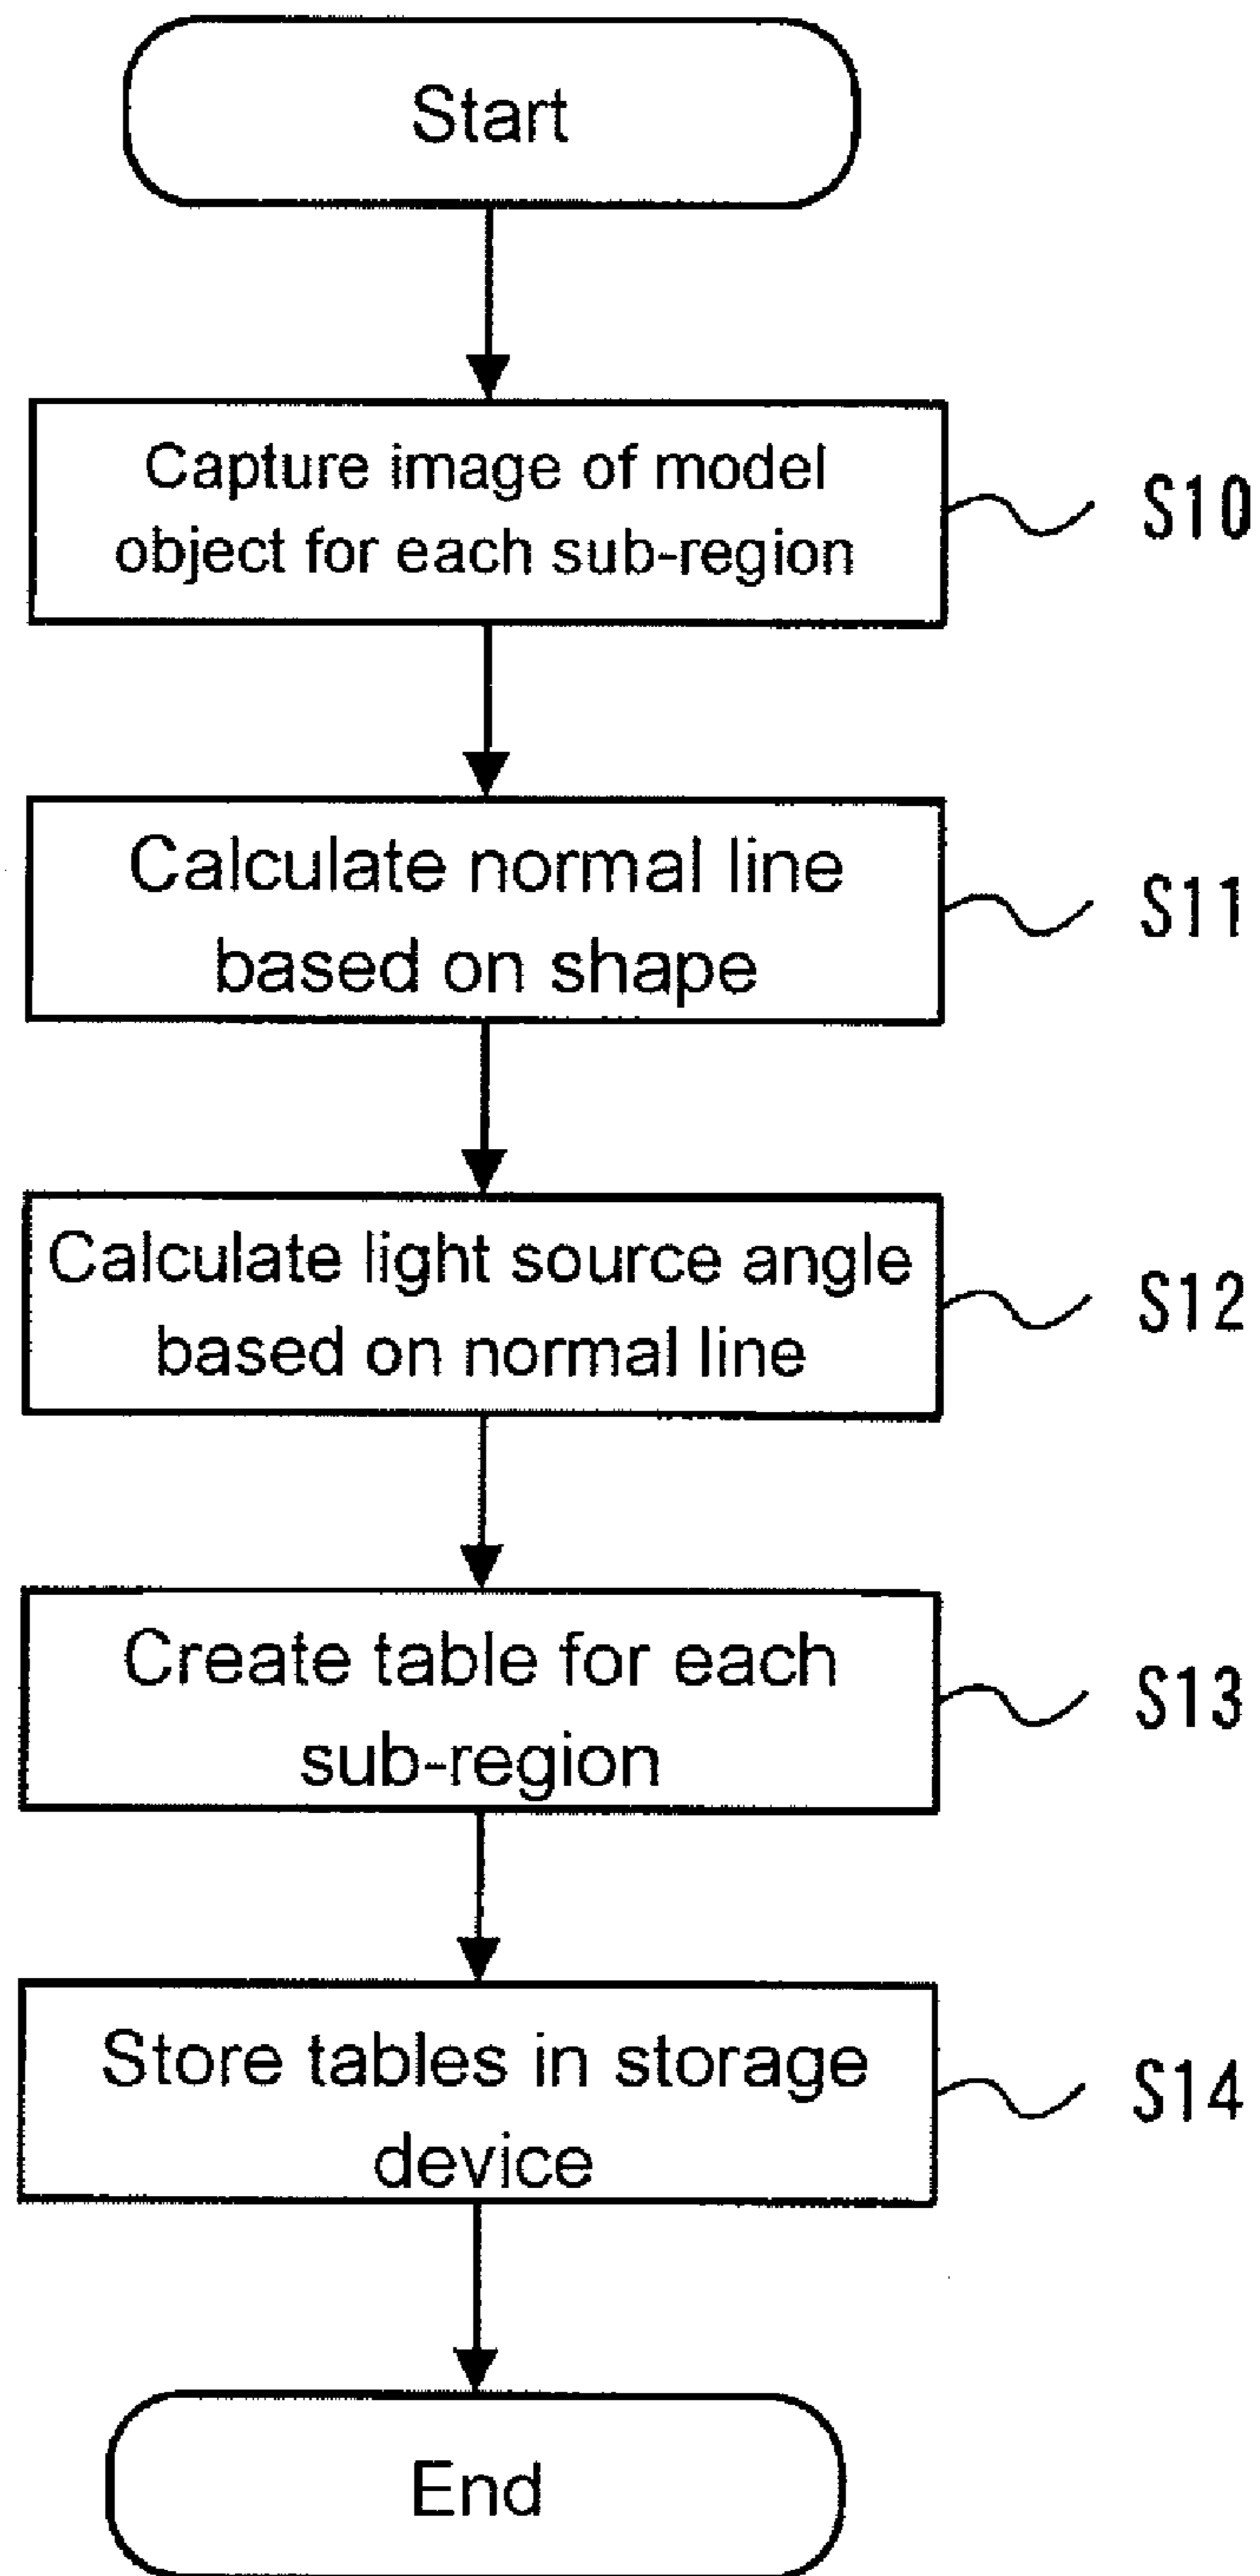 Start
Capture image of model
object for each sub-region
S10
Calculate normal line
based on shape
S11
Calculate light source angle
based on normal line
S12
Create table for each
sub-region
S13
Store tables in storage
device
S14
End